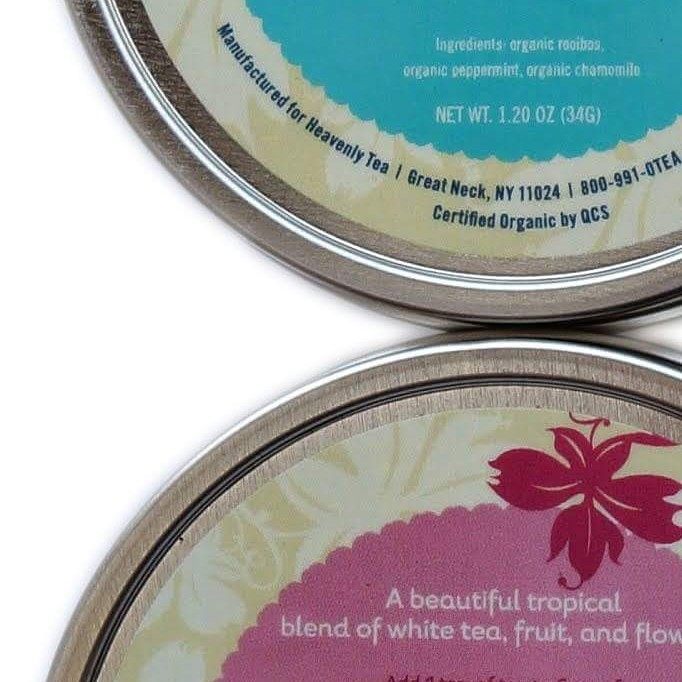 Ingredients: organic rooibos,
organic peppermint, organic chamomile
NET WT. 1.20 OZ (34G)
Manufactured for Heavenly Tea | Great Neck, NY 11024 | 800-991-0TEA
Certified Organic by QCS
A beautiful tropical
blend of white tea, fruit, and flow